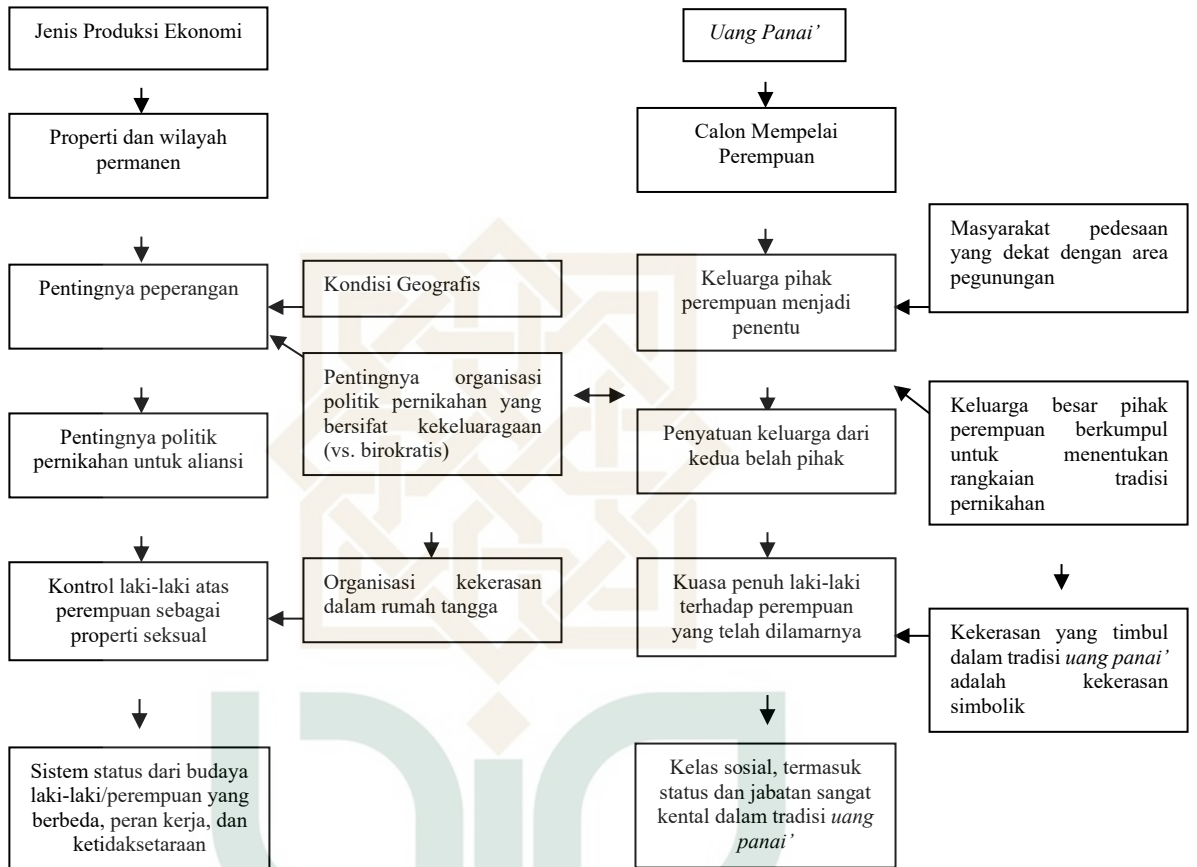 Jenis Produksi Ekonomi
Properti dan wilayah
permanen
Pentingnya peperangan
Pentingnya politik
pernikahan untuk aliansi
Kontrol laki-laki atas
perempuan sebagai
properti seksual
Sistem status dari budaya
laki-laki/perempuan yang
berbeda, peran kerja, dan
ketidaksetaraan
Kondisi Geografis
Pentingnya organisasi
politik pernikahan yang
bersifat kekeluaragaan
(vs. birokratis)
Organisasi kekerasan
dalam rumah tangga
Uang Panai’
Calon Mempelai
Perempuan
Keluarga pihak
perempuan menjadi
penentu
Penyatuan keluarga dari
kedua belah pihak
Kuasa penuh laki-laki
terhadap perempuan
yang telah dilamarnya
Kelas sosial, termasuk
status dan jabatan sangat
kental dalam tradisi uang
panai’
Masyarakat pedesaan
yang dekat dengan area
pegunungan
Keluarga besar pihak
perempuan berkumpul
untuk menentukan
rangkaian tradisi
pernikahan
Kekerasan yang timbul
dalam tradisi uang panai’
adalah kekerasan
simbolik